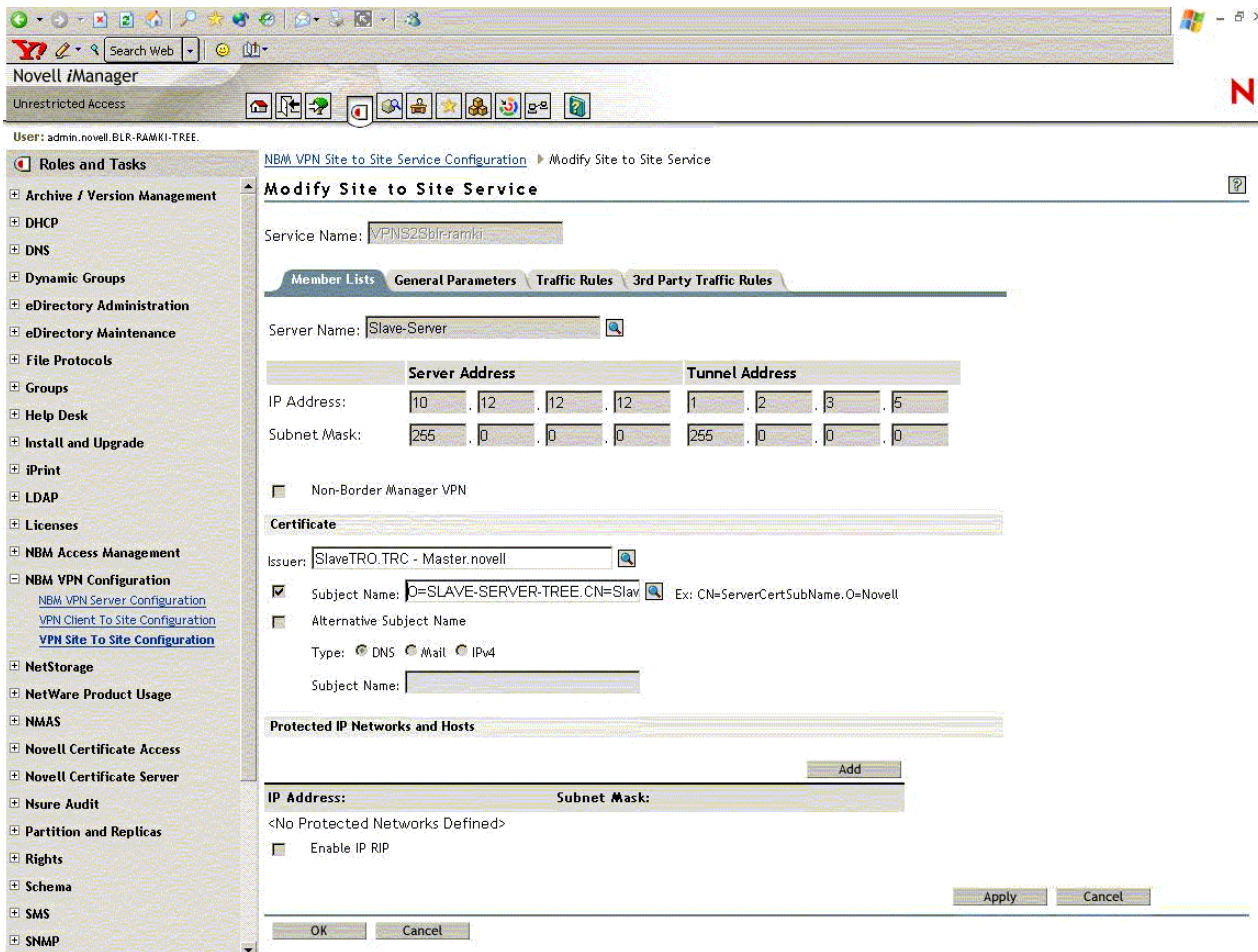 Search Web
Novell iManager
Unrestricted Access
N
User: admin.novell.BLR-RAMKI-TREE.
Roles and Tasks
Archive / Version Management
DHCP
DNS
Dynamic Groups
eDirectory Administration
eDirectory Maintenance
File Protocols
Groups
Help Desk
Install and Upgrade
iPrint
LDAP
Licenses
NBM Access Management
NBM VPN Configuration
NBM VPN Server Configuration
VPN Client To Site Configuration
VPN Site To Site Configuration
NetStorage
NetWare Product Usage
NMAS
Novell Certificate Access
Novell Certificate Server
Nsure Audit
Partition and Replicas
Rights
Schema
SMS
SNMP
NBM VPN Site to Site Service Configuration Modify Site to Site Service
Modify Site to Site Service
Service Name: VPNS2Sblr-ramki
Member Lists General Parameters Traffic Rules 3rd Party Traffic Rules
Server Name: Slave-Server
Server Address Tunnel Address
IP Address: 10 . 12 . 12 . 12 1 . 2 . 3 . 5
Subnet Mask: 255 . 0 . 0 . 0 255 . 0 . 0 . 0
Non-Border Manager VPN
Certificate
Issuer: SlaveTRO.TRC - Master.novell
Subject Name: O=SLAVE-SERVER-TREE.CN=Slav Ex: CN=ServerCertSubName.O=Novell
Alternative Subject Name
Type: DNS Mail IPv4
Subject Name:
Protected IP Networks and Hosts
Add
IP Address: Subnet Mask:
<No Protected Networks Defined>
Enable IP RIP
Apply Cancel
OK Cancel